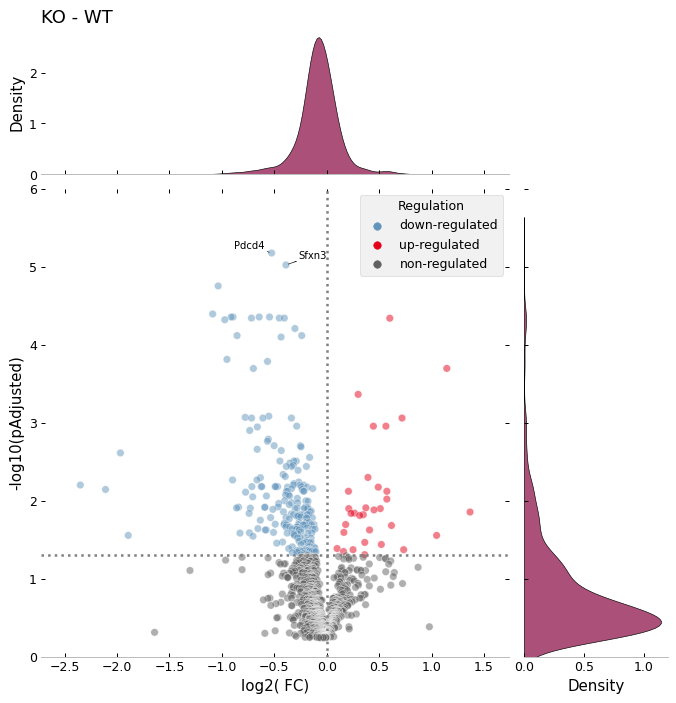 KO - WT
Density
2
1
0
6
5
4
3
2
1
0
-log10(pAdjusted)
Regulation
down-regulated
up-regulated
non-regulated
Pdcd4
Sfxn3
−2.5 −2.0 −1.5 −1.0 −0.5 0.0 0.5 1.0 1.5
log2( FC)
0.0 0.5 1.0
Density